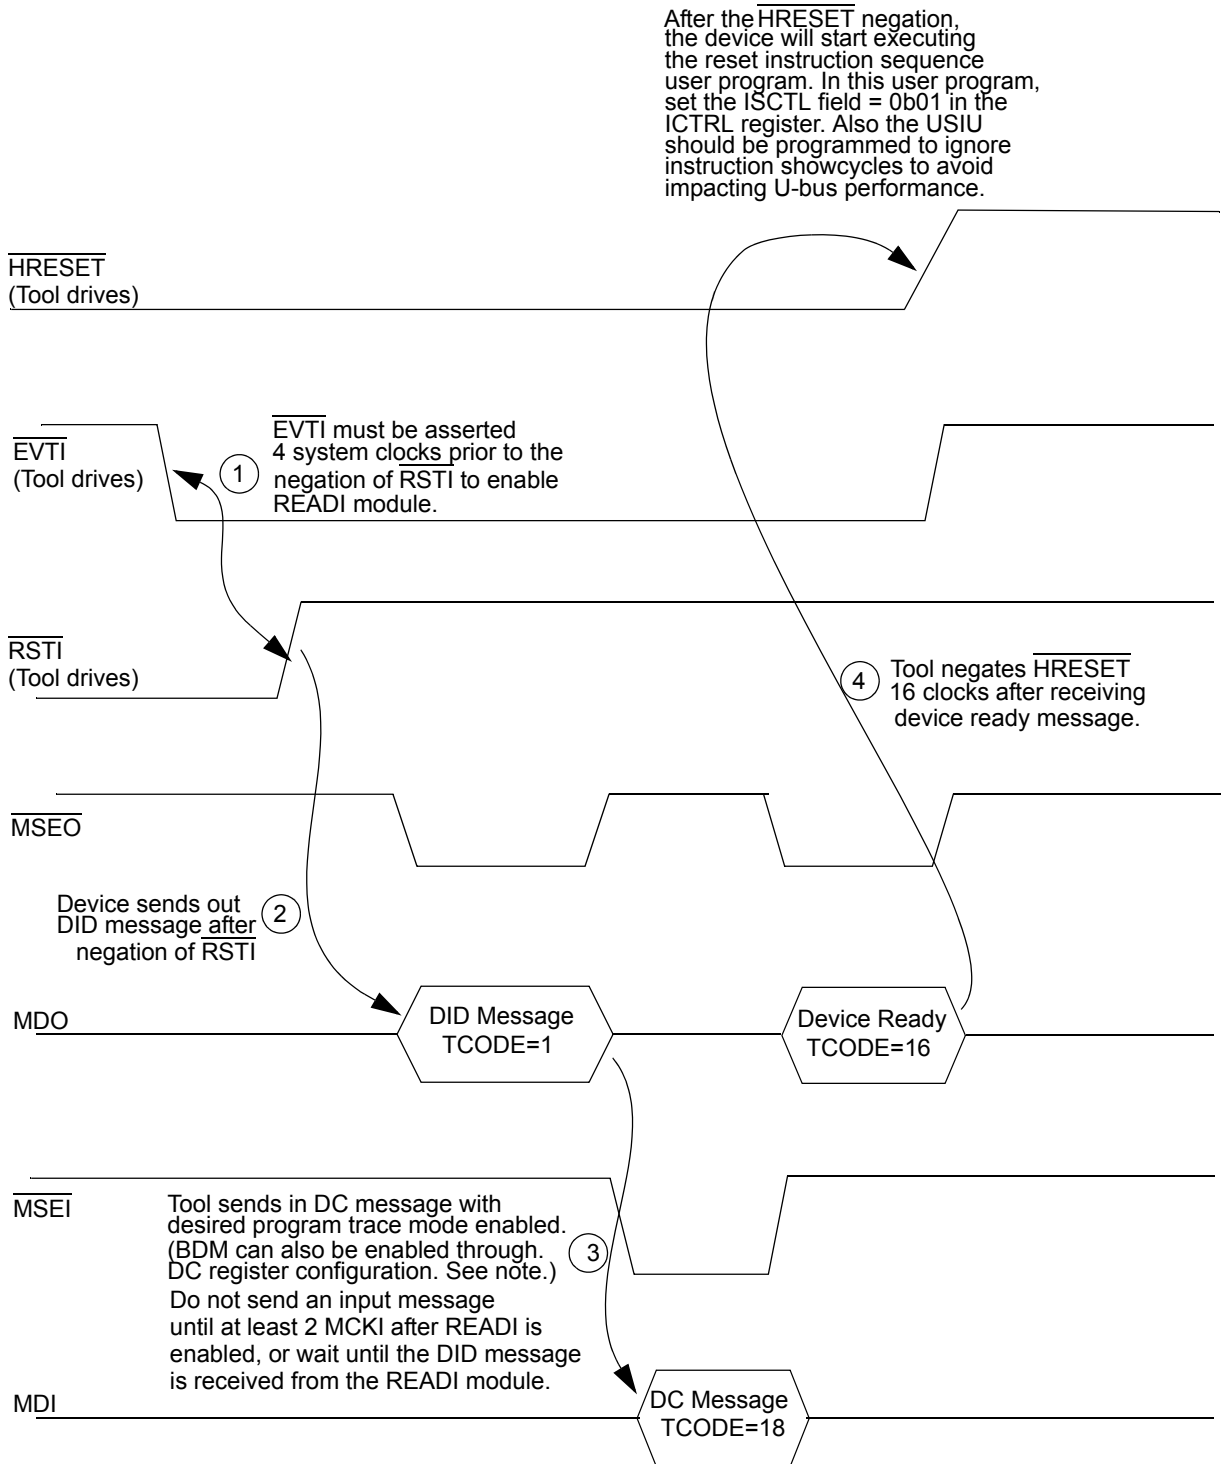 After the HRESET negation,
the device will start executing
the reset instruction sequence
user program. In this user program,
set the ISCTL field = 0b01 in the
ICTRL register. Also the USIU
should be programmed to ignore
instruction showcycles to avoid
impacting U-bus performance.
HRESET
(Tool drives)
EVTI
(Tool drives)
1
EVTI must be asserted
4 system clocks prior to the
negation of RSTI to enable
READI module.
RSTI
(Tool drives)
4
Tool negates HRESET
16 clocks after receiving
device ready message.
MSEO
Device sends out
DID message after
negation of RSTI
2
MDO
DID Message
TCODE=1
Device Ready
TCODE=16
MSEI
Tool sends in DC message with
desired program trace mode enabled.
(BDM can also be enabled through.
DC register configuration. See note.)
3
Do not send an input message
until at least 2 MCKI after READI is
enabled, or wait until the DID message
is received from the READI module.
MDI
DC Message
TCODE=18